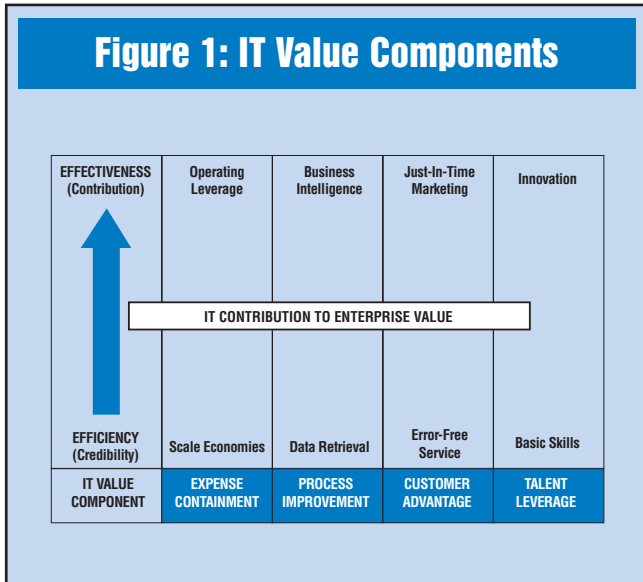 Figure 1: IT Value Components
EFFECTIVENESS
(Contribution)
Operating
Leverage
Business
Intelligence
Just-In-Time
Marketing
Innovation
IT CONTRIBUTION TO ENTERPRISE VALUE
EFFICIENCY
(Credibility)
Scale Economies
Data Retrieval
Error-Free
Service
Basic Skills
IT VALUE
COMPONENT
EXPENSE
CONTAINMENT
PROCESS
IMPROVEMENT
CUSTOMER
ADVANTAGE
TALENT
LEVERAGE